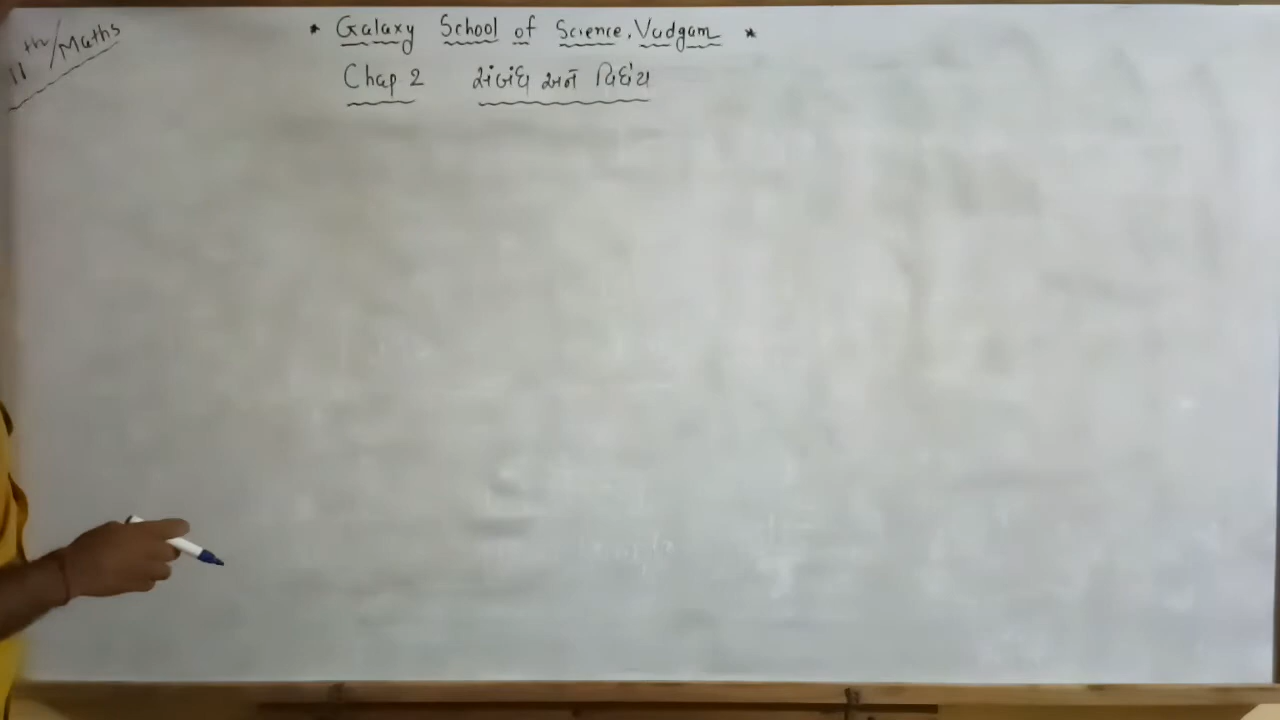 11th/Maths
* Galaxy School of Science, Vadgam *
Chap 2 સંબંધ અને વિધેય